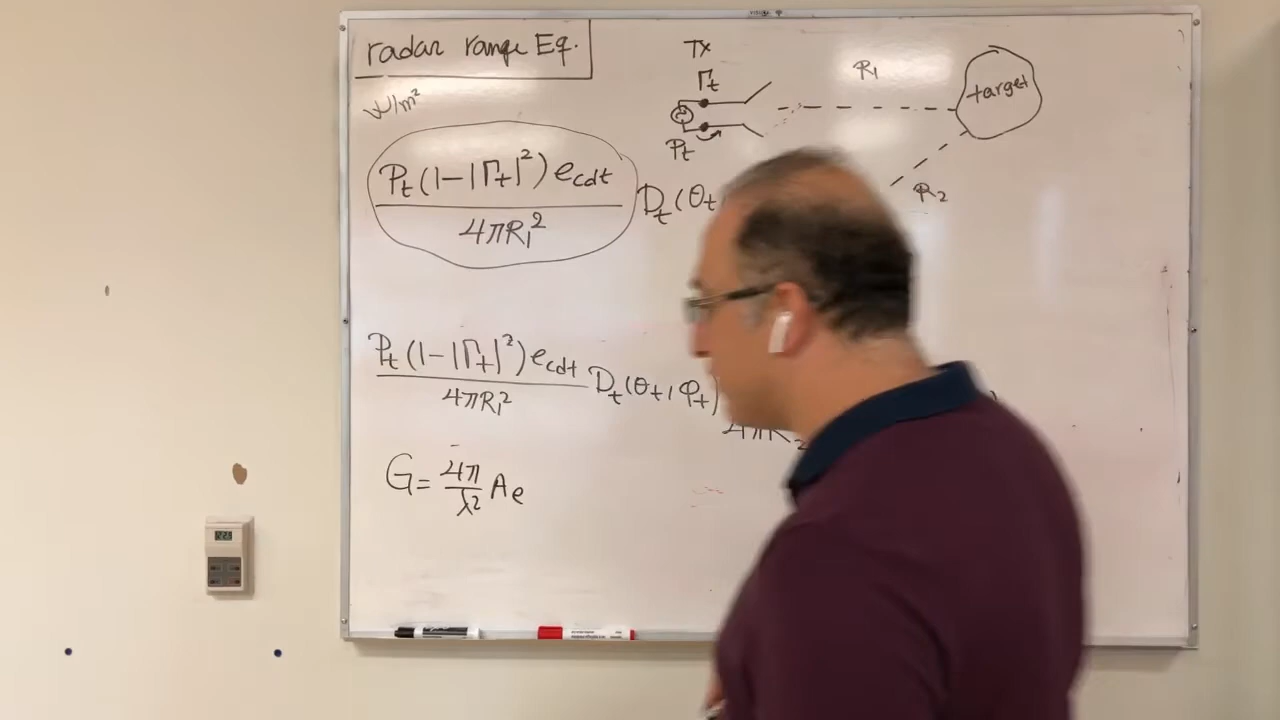 radar range Eq.
W/m²
Tx
Γt
Pt
R1
target
R2
Pt(1-|Γt|²)ecdt
4πR1²
Dt(θt
Pt(1-|Γt|²)ecdt
4πR1²
Dt(θt,φt)
4πR2
G= 4π/λ² Ae